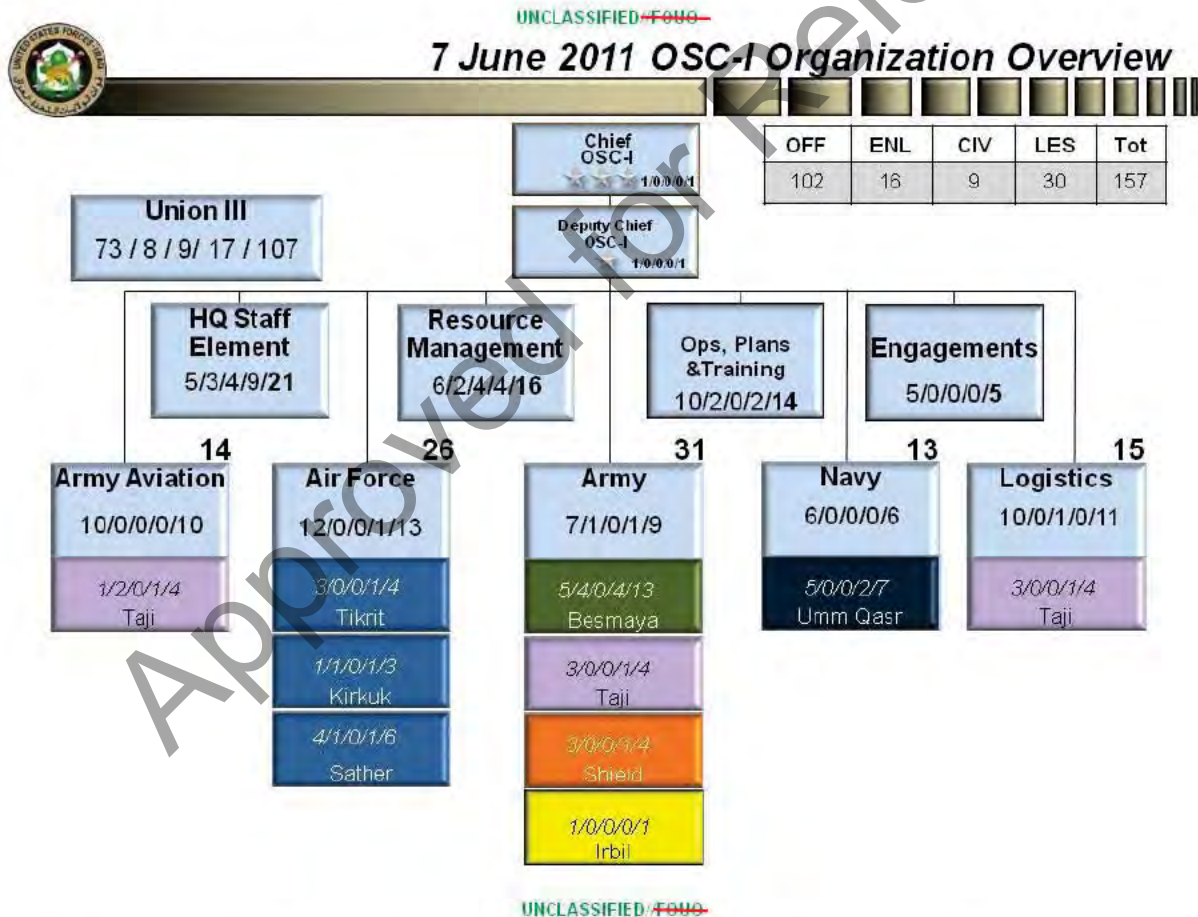 UNCLASSIFIED//FOUO
7 June 2011 OSC-I Organization Overview
UNITED STATES FORCES-IRAQ
Chief
OSC-I
1/0/0/0/1
OFF ENL CIV LES Tot
102 16 9 30 157
Union III
73 / 8 / 9/ 17 / 107
Deputy Chief
OSC-I
1/0/0/0/1
HQ Staff
Element
5/3/4/9/21
Resource
Management
6/2/4/4/16
Ops, Plans
&Training
10/2/0/2/14
Engagements
5/0/0/0/5
14
Army Aviation
10/0/0/0/10
1/2/0/1/4
Taji
26
Air Force
12/0/0/1/13
3/0/0/1/4
Tikrit
1/1/0/1/3
Kirkuk
4/1/0/1/6
Sather
31
Army
7/1/0/1/9
5/4/0/4/13
Besmaya
3/0/0/1/4
Taji
3/0/0/1/4
Shield
1/0/0/0/1
Irbil
13
Navy
6/0/0/0/6
5/0/0/2/7
Umm Qasr
15
Logistics
10/0/1/0/11
3/0/0/1/4
Taji
Approved for Rele
UNCLASSIFIED//FOUO